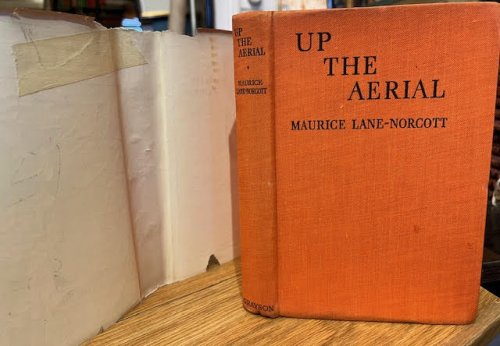 UP
THE
AERIAL
MAURICE
LANE-NORCOTT
GRAYSON
UP
THE
AERIAL
MAURICE LANE-NORCOTT